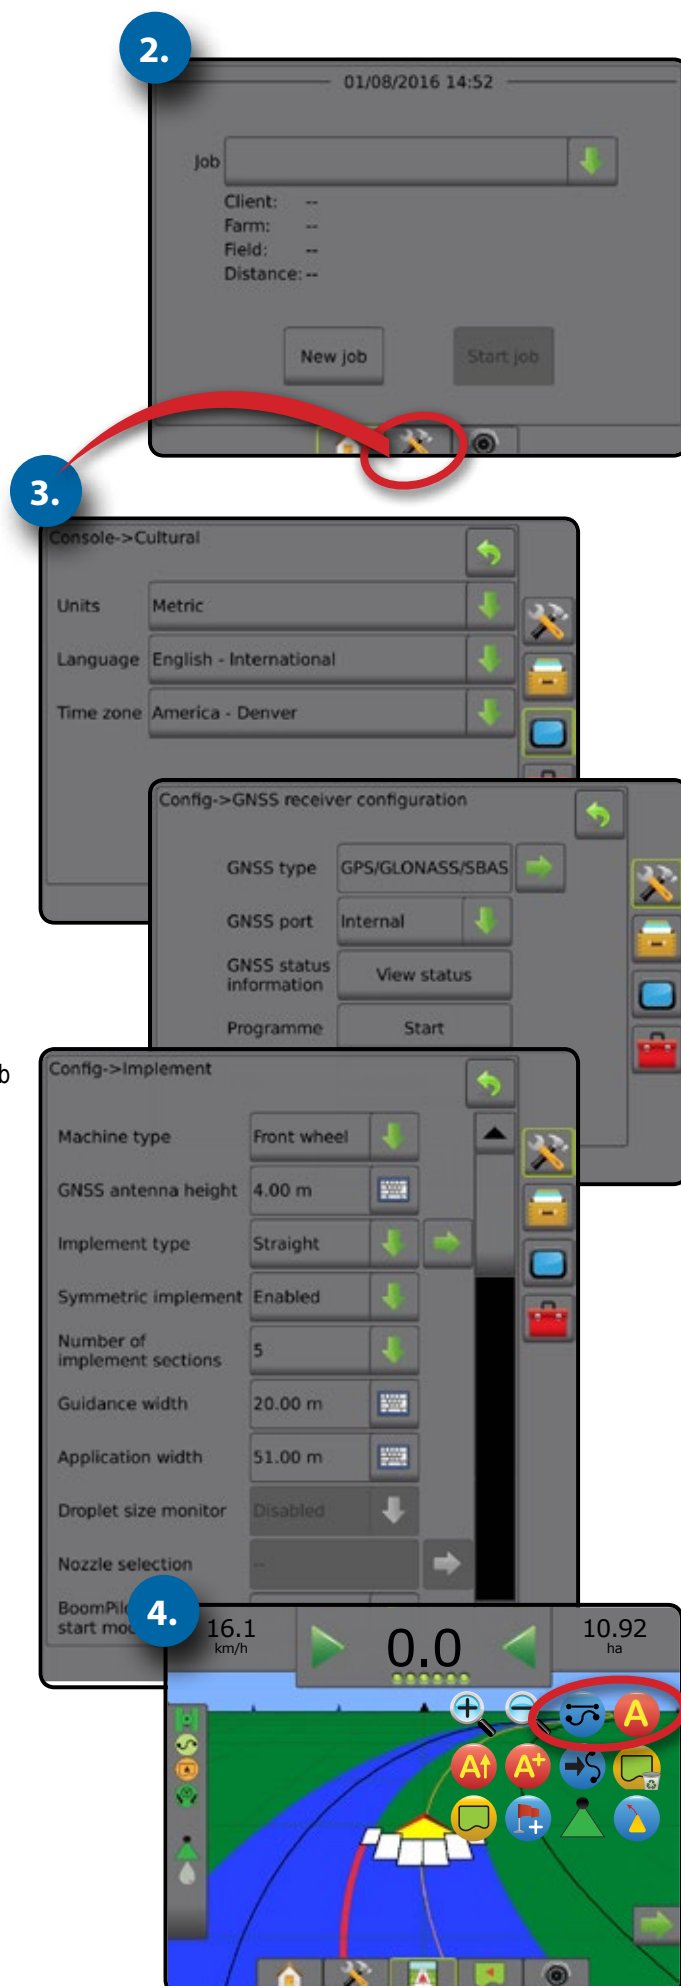 2.
01/08/2016 14:52
Job
Client: --
Farm: --
Field: --
Distance: --
New job
Start job
3.
Console->Cultural
Units Metric
Language English - International
Time zone America - Denver
Config->GNSS receiver configuration
GNSS type GPS/GLONASS/SBAS
GNSS port Internal
GNSS status
information
View status
Programme Start
b
Config->Implement
Machine type Front wheel
GNSS antenna height 4.00 m
Implement type Straight
Symmetric implement Enabled
Number of
implement sections
5
Guidance width 20.00 m
Application width 51.00 m
Droplet size monitor Disabled
Nozzle selection --
start
4.
16.1
km/h
0.0
10.92
ha
A
A A+